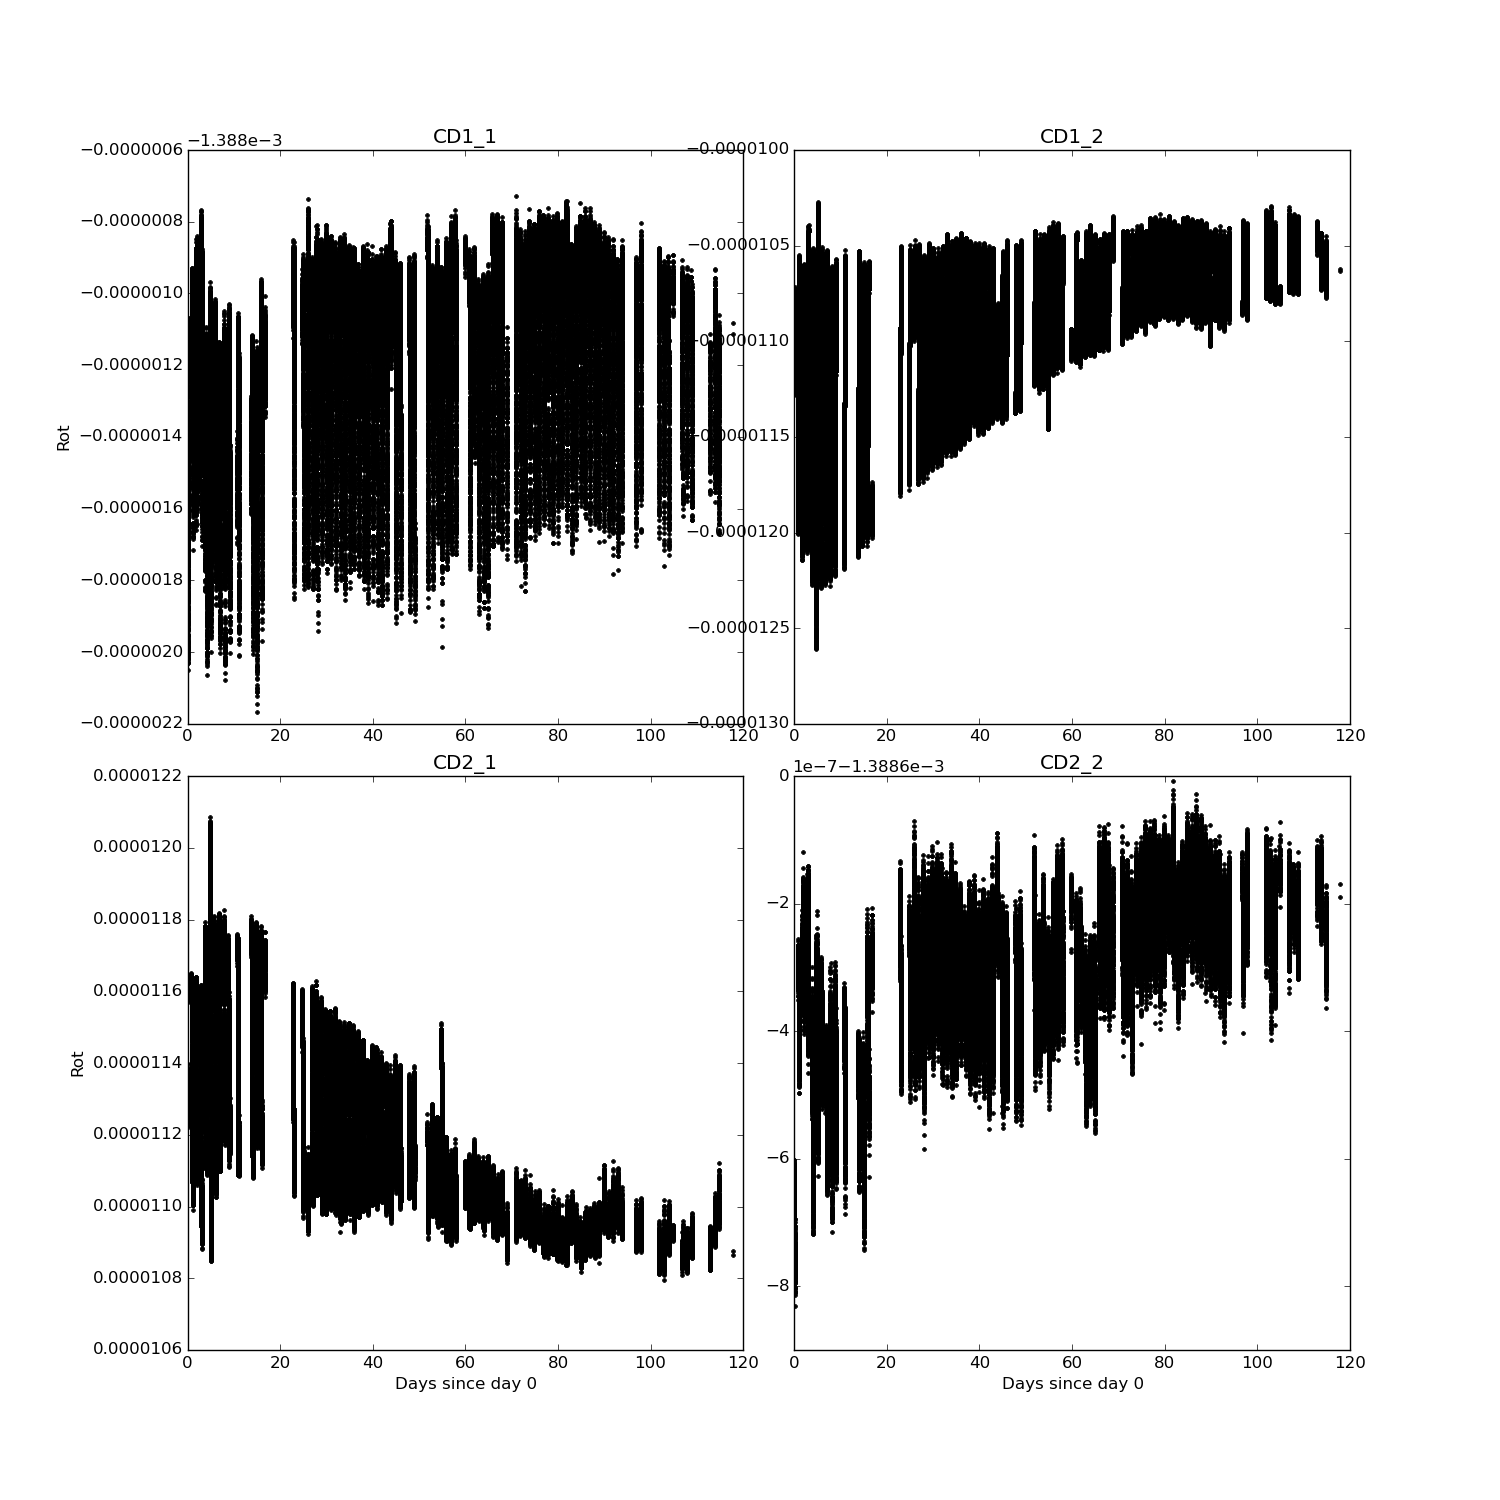 CD1_1
−1.388e−3
−0.0000006
−0.0000008
−0.0000010
−0.0000012
−0.0000014
−0.0000016
−0.0000018
−0.0000020
−0.0000022
Rot
0 20 40 60 80 100 120
CD1_2
−0.0000100
−0.0000105
−0.0000110
−0.0000115
−0.0000120
−0.0000125
−0.0000130
0 20 40 60 80 100 120
CD2_1
0.0000122
0.0000120
0.0000118
0.0000116
0.0000114
0.0000112
0.0000110
0.0000108
0.0000106
Rot
0 20 40 60 80 100 120
Days since day 0
CD2_2
1e−7−1.3886e−3
0
−2
−4
−6
−8
0 20 40 60 80 100 120
Days since day 0